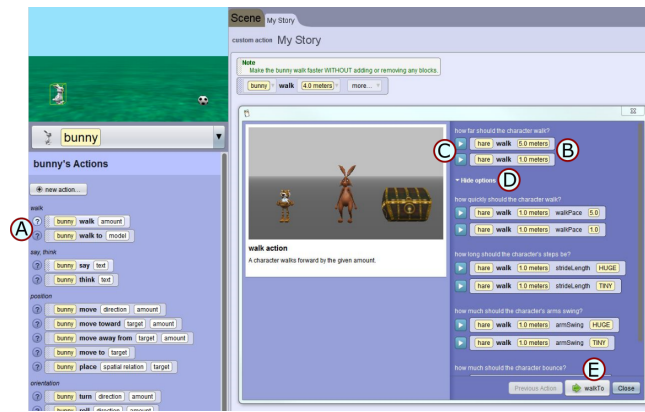 Scene My Story
custom action My Story
Note
Make the bunny walk faster WITHOUT adding or removing any blocks.
bunny walk 4.0 meters more...
bunny
bunny's Actions
new action...
walk
A
? bunny walk amount
? bunny walk to model
say, think
? bunny say text
? bunny think text
position
? bunny move direction amount
? bunny move toward target amount
? bunny move away from target amount
? bunny move to target
? bunny place spatial relation target
orientation
? bunny turn direction amount
walk action
A character walks forward by the given amount.
how far should the character walk?
C
hare walk 5.0 meters
B
hare walk 1.0 meters
Hide options
D
how quickly should the character walk?
hare walk 1.0 meters walkPace 5.0
hare walk 1.0 meters walkPace 1.0
how long should the character's steps be?
hare walk 1.0 meters strideLength HUGE
hare walk 1.0 meters strideLength TINY
how much should the character's arms swing?
hare walk 1.0 meters armSwing HUGE
hare walk 1.0 meters armSwing TINY
how much should the character bounce?
E
Previous Action walkTo Close